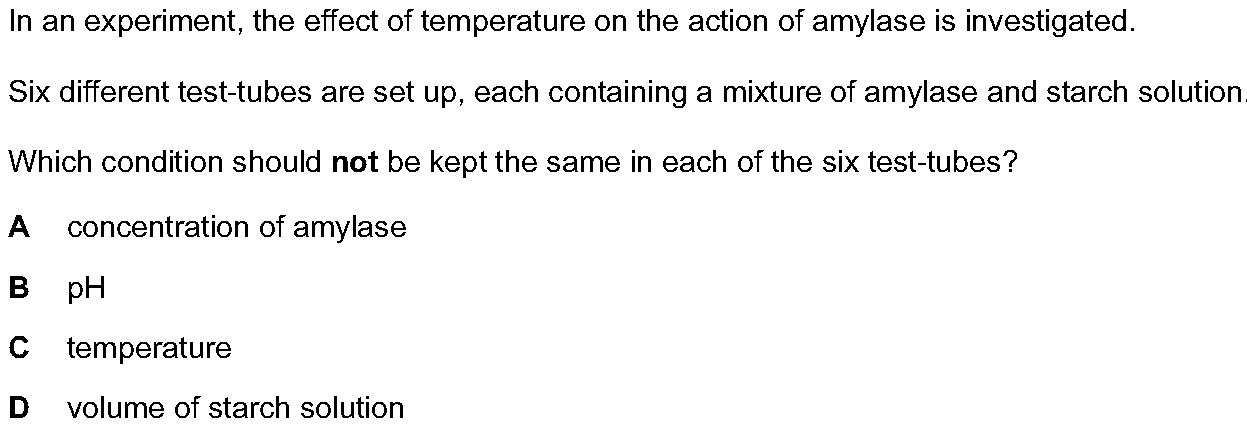 In an experiment, the effect of temperature on the action of amylase is investigated.
Six different test-tubes are set up, each containing a mixture of amylase and starch solution.
Which condition should not be kept the same in each of the six test-tubes?
A concentration of amylase
B pH
C temperature
D volume of starch solution